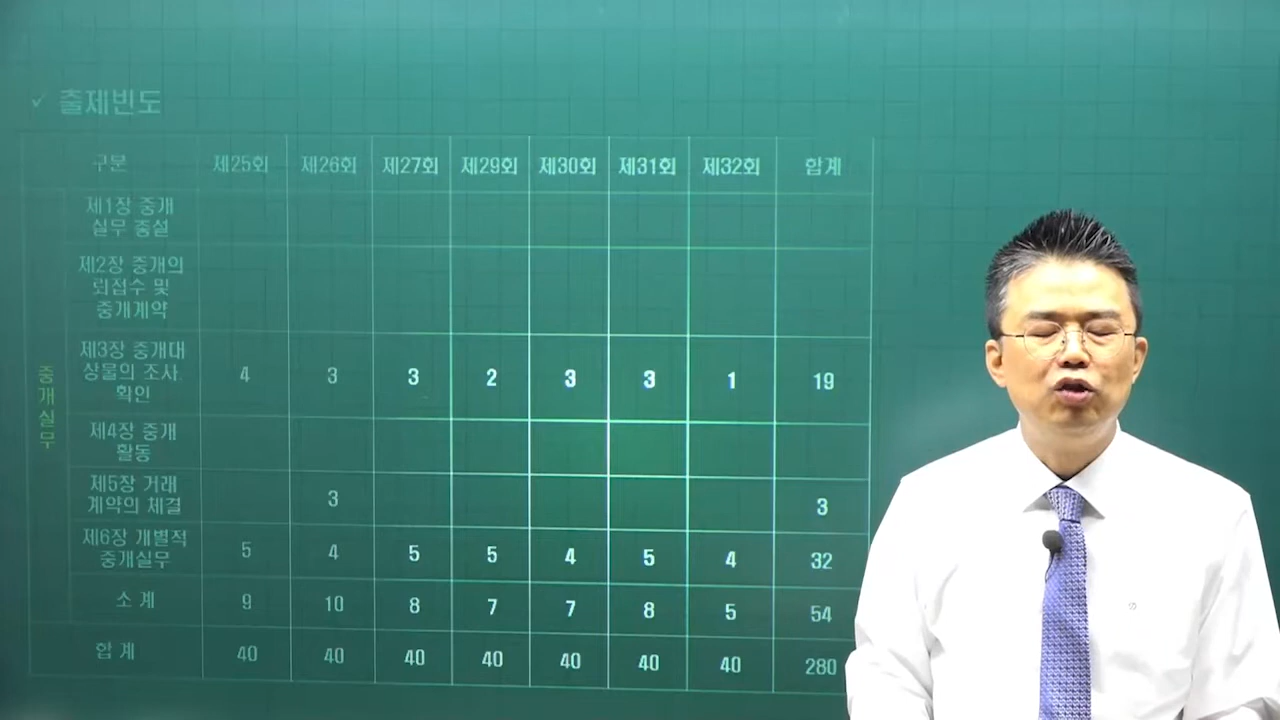 ✓ 출제빈도
구분 제25회 제26회 제27회 제29회 제30회 제31회 제32회 합계
중개실무
제1장 중개
실무 총설
제2장 중개의
뢰접수 및
중개계약
제3장 중개대
상물의 조사.
확인
4 3 3 2 3 3 1 19
제4장 중개
활동
제5장 거래
계약의 체결
3 3
제6장 개별적
중개실무
5 4 5 5 4 5 4 32
소 계 9 10 8 7 7 8 5 54
합 계 40 40 40 40 40 40 40 280